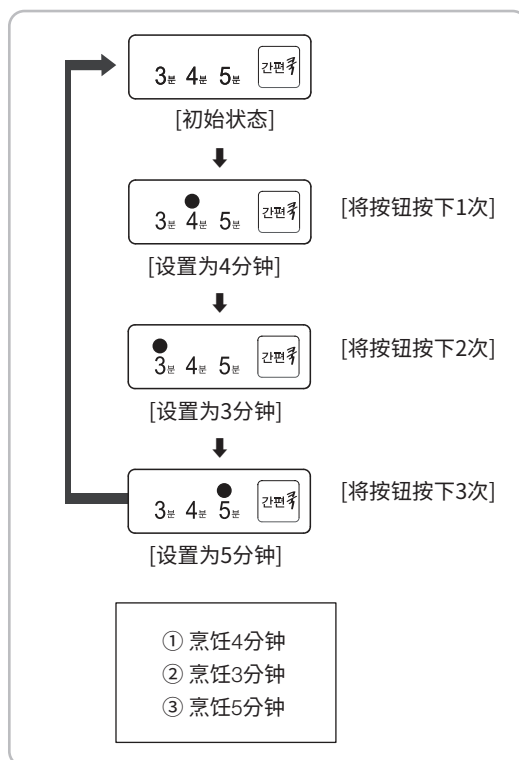 3분 4분 5분 간편쿡
[初始状态]
3분 4분 5분 간편쿡 [将按钮按下1次]
[设置为4分钟]
3분 4분 5분 간편쿡 [将按钮按下2次]
[设置为3分钟]
3분 4분 5분 간편쿡 [将按钮按下3次]
[设置为5分钟]
① 烹饪4分钟
② 烹饪3分钟
③ 烹饪5分钟